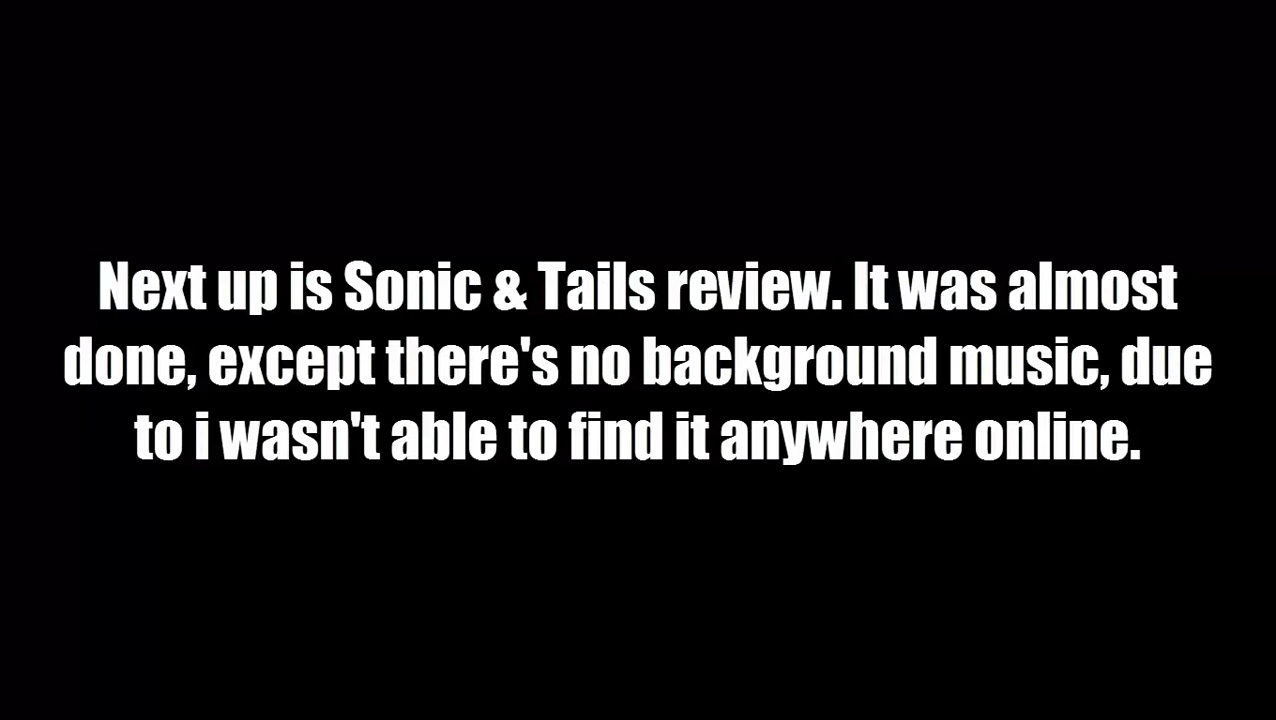 Next up is Sonic & Tails review. It was almost
done, except there's no background music, due
to i wasn't able to find it anywhere online.